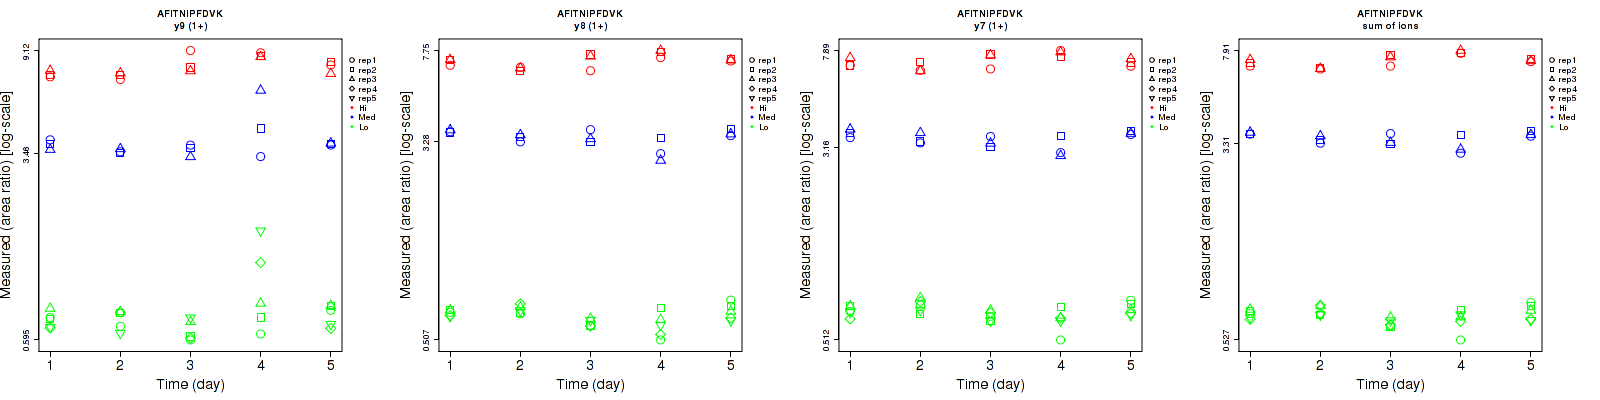 AFITNIPFDVK
y9 (1+)
Measured (area ratio) [log-scale]
9.12
3.46
0.595
1 2 3 4 5
Time (day)
rep1
rep2
rep3
rep4
rep5
Hi
Med
Lo
AFITNIPFDVK
y8 (1+)
Measured (area ratio) [log-scale]
7.75
3.28
0.507
1 2 3 4 5
Time (day)
rep1
rep2
rep3
rep4
rep5
Hi
Med
Lo
AFITNIPFDVK
y7 (1+)
Measured (area ratio) [log-scale]
7.89
3.16
0.512
1 2 3 4 5
Time (day)
rep1
rep2
rep3
rep4
rep5
Hi
Med
Lo
AFITNIPFDVK
sum of ions
Measured (area ratio) [log-scale]
7.91
3.31
0.527
1 2 3 4 5
Time (day)
rep1
rep2
rep3
rep4
rep5
Hi
Med
Lo